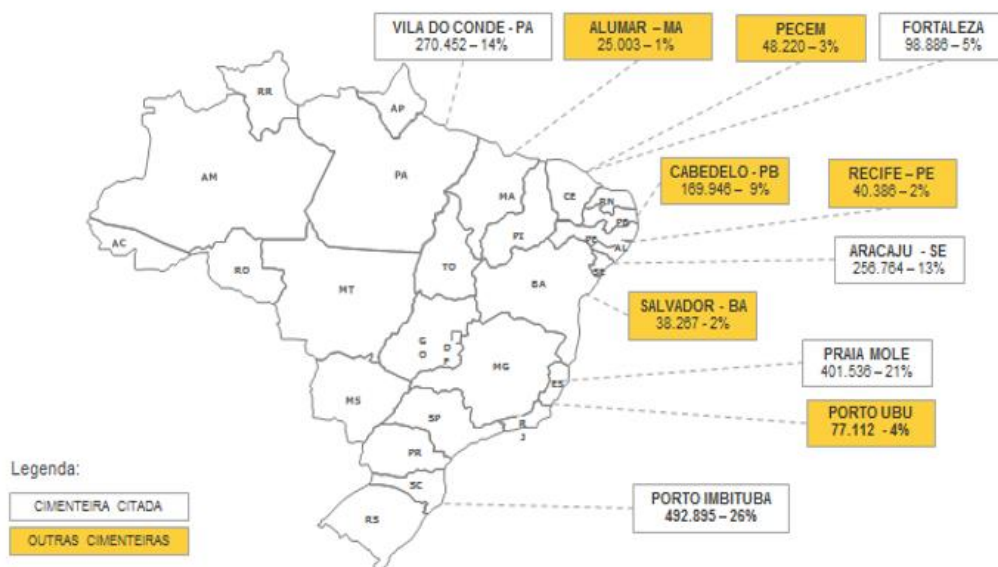 VILA DO CONDE - PA
270.452 – 14%
ALUMAR – MA
25.003 – 1%
PECEM
48.220 – 3%
FORTALEZA
98.886 – 5%
RR
AP
AM
PA
MA
CE
RN
PB
PE
AL
PI
AC
RO
TO
SE
BA
MT
CABEDELO - PB
169.946 – 9%
RECIFE – PE
40.386 – 2%
ARACAJU - SE
256.764 – 13%
SALVADOR - BA
38.267 - 2%
G
O
D
F
MG
ES
MS
SP
R
J
PR
SC
RS
PRAIA MOLE
401.536 – 21%
PORTO UBU
77.112 - 4%
PORTO IMBITUBA
492.895 – 26%
Legenda:
CIMENTEIRA CITADA
OUTRAS CIMENTEIRAS